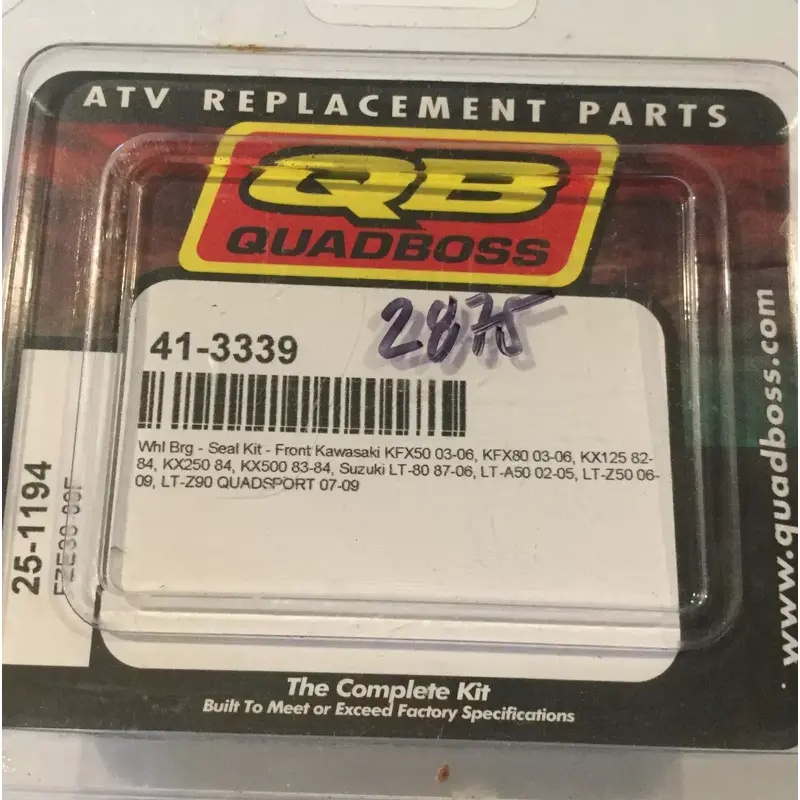 ATV REPLACEMENT PARTS
QB
QUADBOSS
2875
41-3339
Whl Brg - Seal Kit - Front Kawasaki KFX50 03-06, KFX80 03-06, KX125 82-
84, KX250 84, KX500 83-84, Suzuki LT-80 87-06, LT-A50 02-05, LT-Z50 06-
09, LT-Z90 QUADSPORT 07-09
25-1194
www.quadboss.com
The Complete Kit
Built To Meet or Exceed Factory Specifications